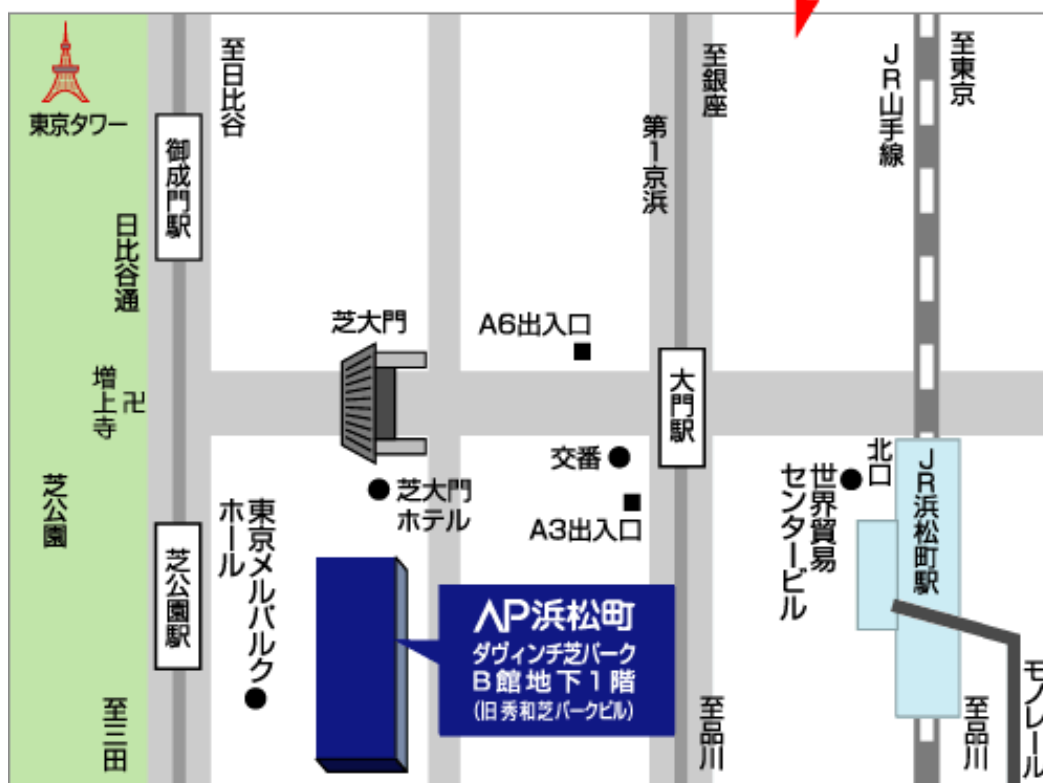 東京タワー
至日比谷
御成門駅
日比谷通
増上寺
卍
芝公園
芝公園駅
至三田
東京メルパルク
ホール
芝大門
芝大門
ホテル
A6出入口
交番
A3出入口
第1京浜
至銀座
大門駅
至品川
AP浜松町
ダヴィンチ芝パーク
B館地下1階
(旧秀和芝パークビル)
JR山手線
至東京
北口
世界貿易
センタービル
JR浜松町駅
至品川
モノレール